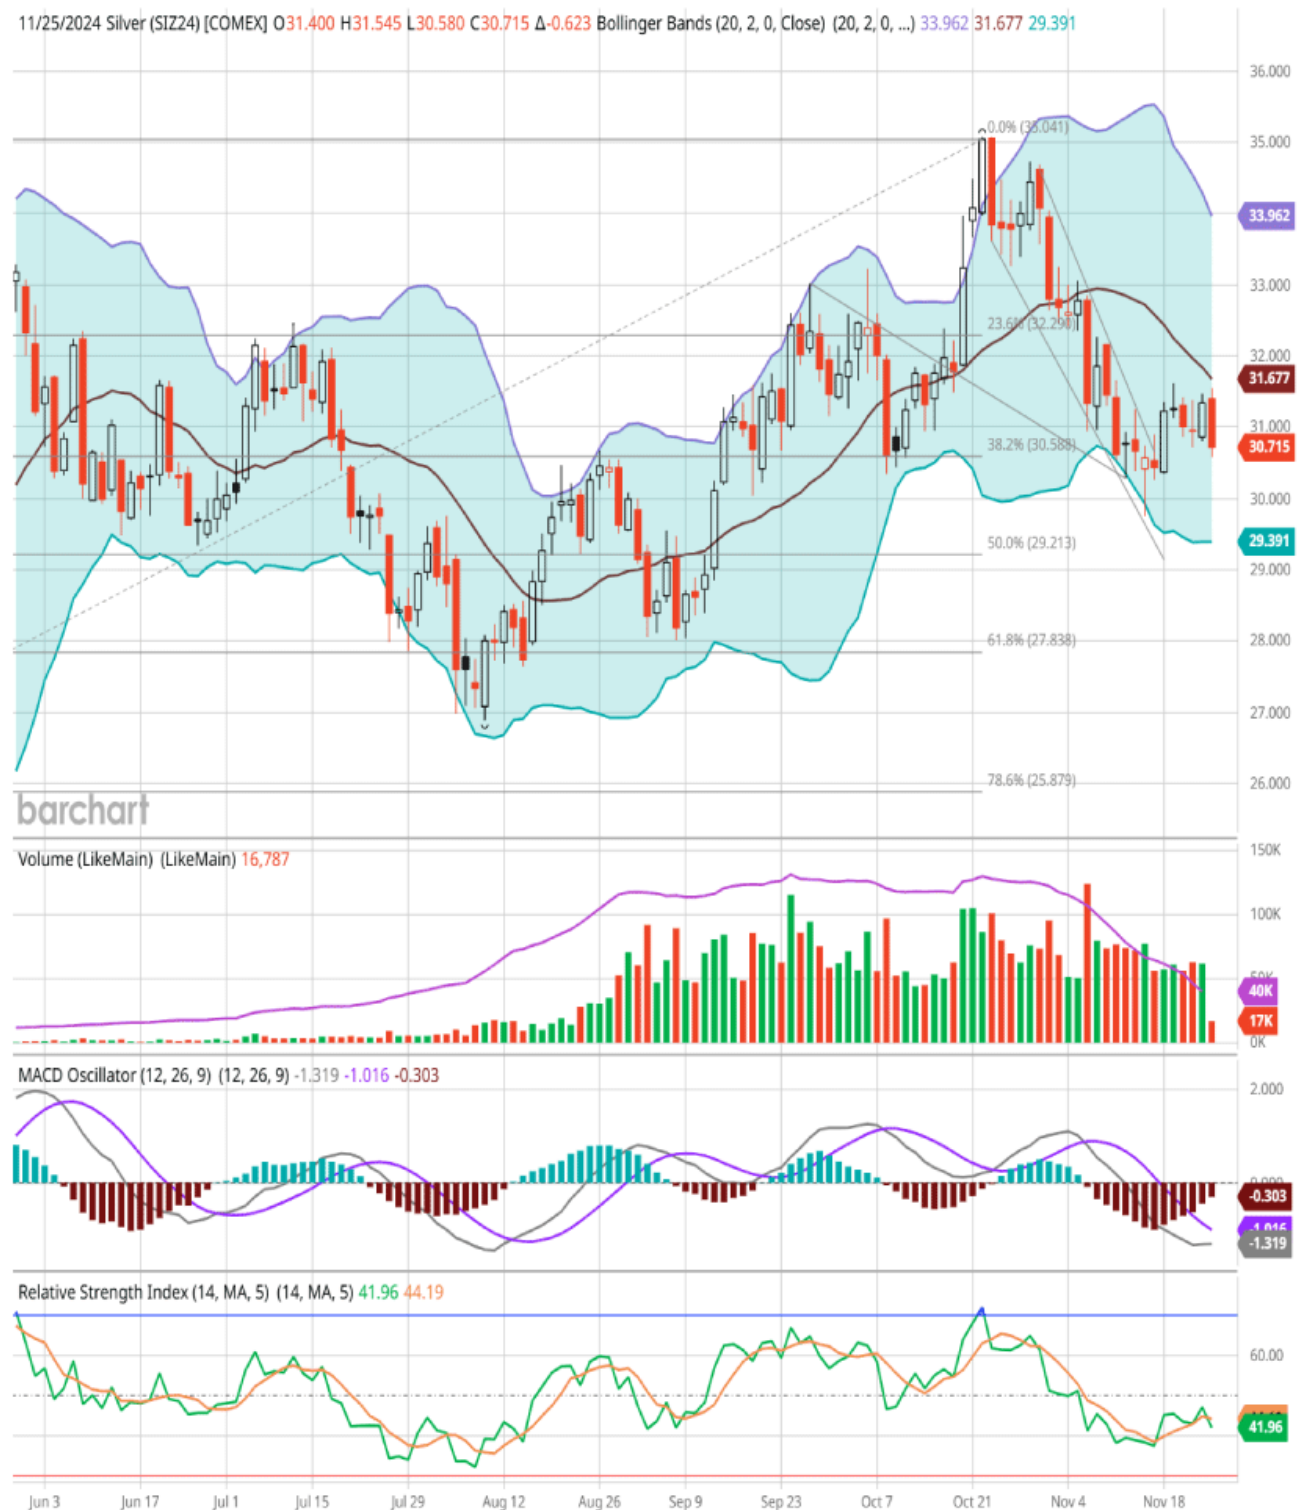 11/25/2024 Silver (SIZ24) [COMEX] O31.400 H31.545 L30.580 C30.715 Δ-0.623 Bollinger Bands (20, 2, 0, Close) (20, 2, 0, ...) 33.962 31.677 29.391
36.000
0.0% (35.041)
35.000
33.962
33.000
23.6% (32.290)
32.000
31.677
31.000
38.2% (30.588)
30.715
30.000
50.0% (29.213)
29.391
29.000
61.8% (27.838)
28.000
27.000
78.6% (25.879)
26.000
barchart
Volume (LikeMain) (LikeMain) 16,787
150K
100K
40K
17K
0K
MACD Oscillator (12, 26, 9) (12, 26, 9) -1.319 -1.016 -0.303
2.000
-0.303
-1.016
-1.319
Relative Strength Index (14, MA, 5) (14, MA, 5) 41.96 44.19
60.00
41.96
Jun 3 Jun 17 Jul 1 Jul 15 Jul 29 Aug 12 Aug 26 Sep 9 Sep 23 Oct 7 Oct 21 Nov 4 Nov 18